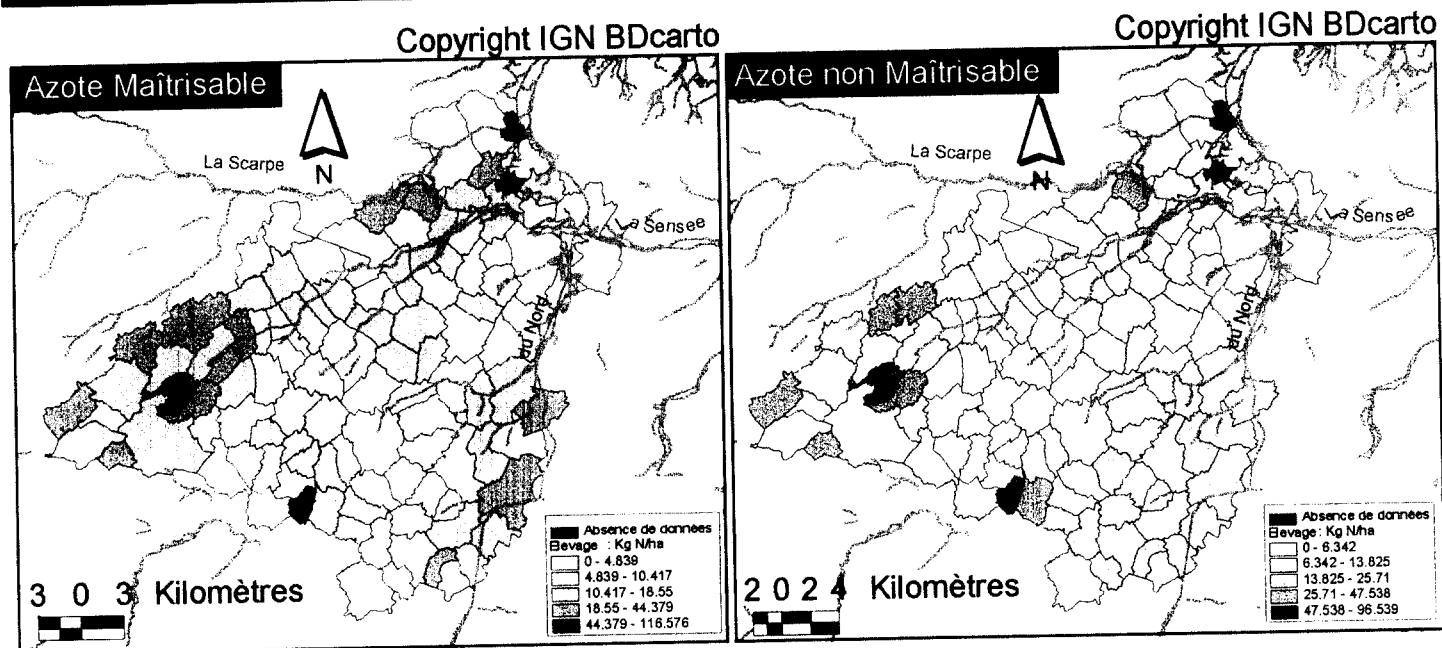 Copyright IGN BDcarto
Azote Maîtrisable
La Scarpe
N
La Sensee
du Nord
Absence de données
Elevage : Kg N/ha
0 - 4.839
4.839 - 10.417
10.417 - 18.55
18.55 - 44.379
44.379 - 116.576
3 0 3 Kilomètres
Copyright IGN BDcarto
Azote non Maîtrisable
La Scarpe
N
La Sensee
du Nord
Absence de données
Elevage : Kg N/ha
0 - 6.342
6.342 - 13.825
13.825 - 25.71
25.71 - 47.538
47.538 - 96.539
2 0 2 4 Kilomètres